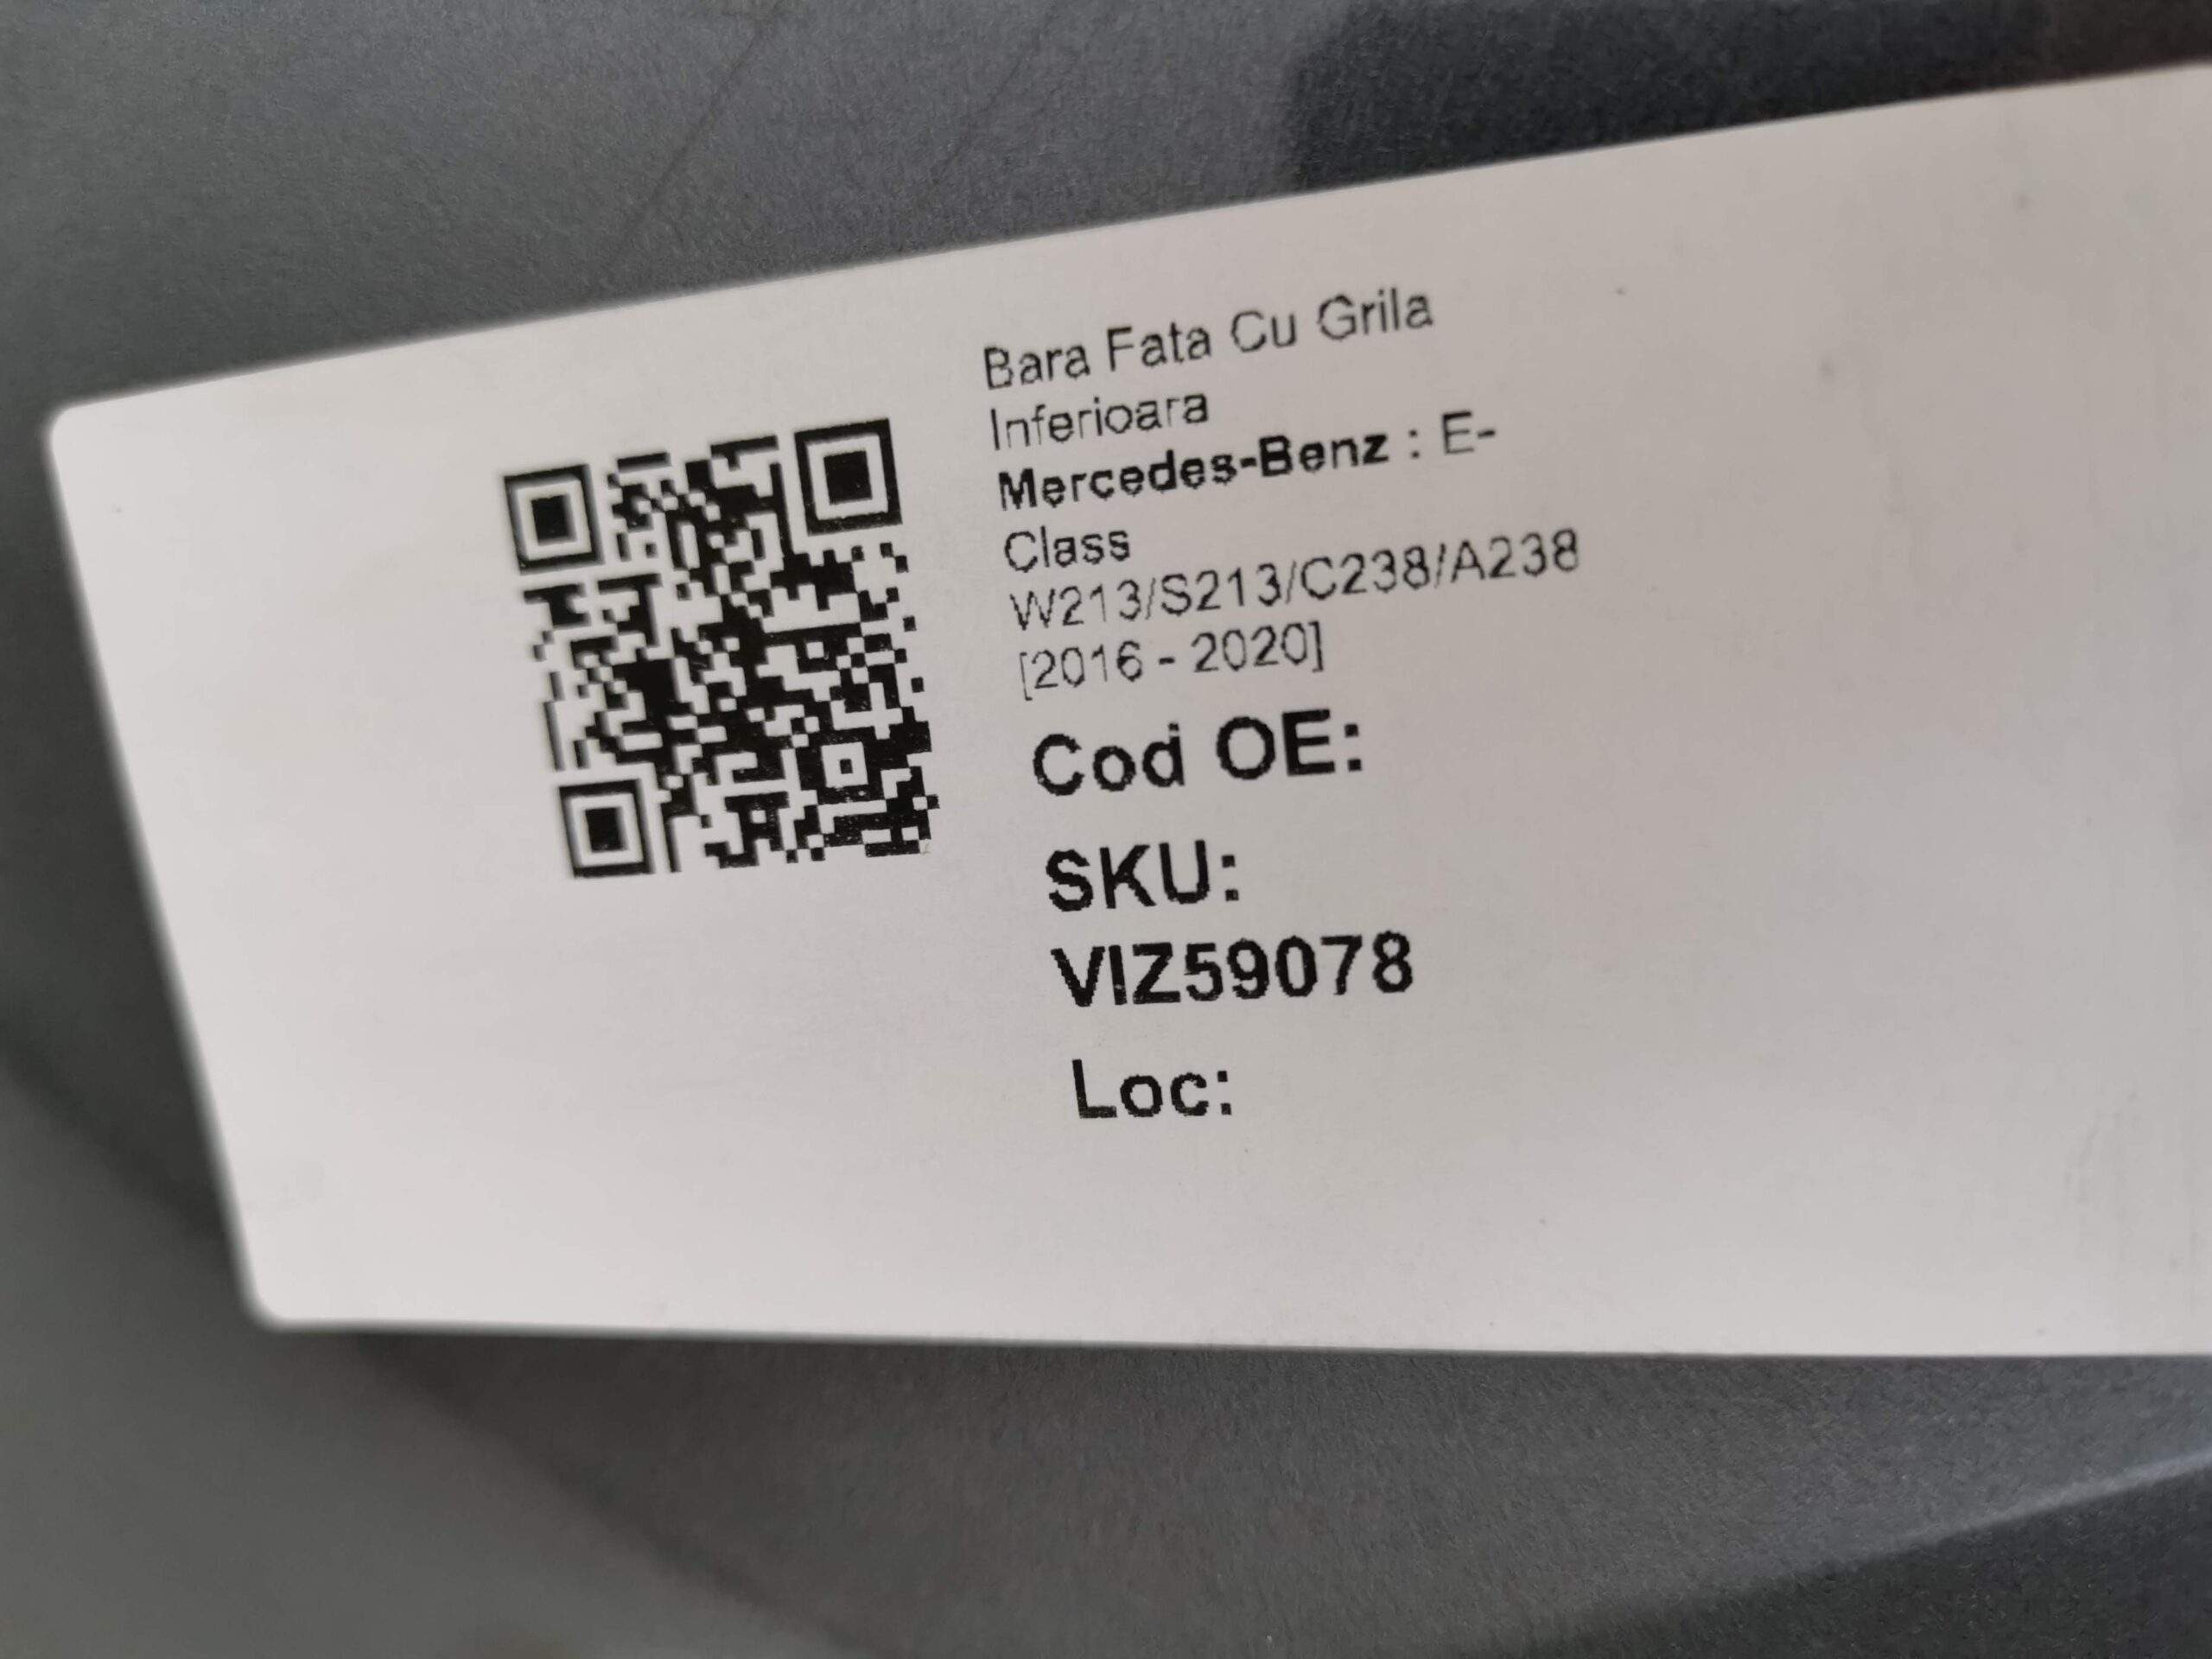 Bara Fata Cu Grila
Inferioara
Mercedes-Benz : E-
Class
W213/S213/C238/A238
[2016 - 2020]
Cod OE:
SKU:
VIZ59078
Loc: